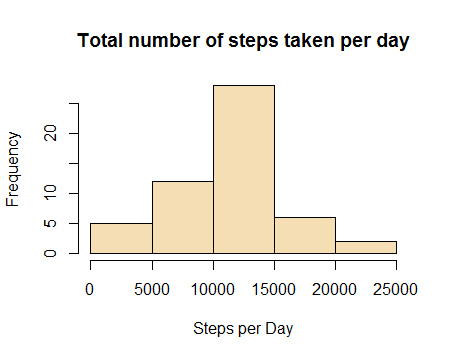 Total number of steps taken per day
Frequency
20
10
5
0
0 5000 10000 15000 20000 25000
Steps per Day